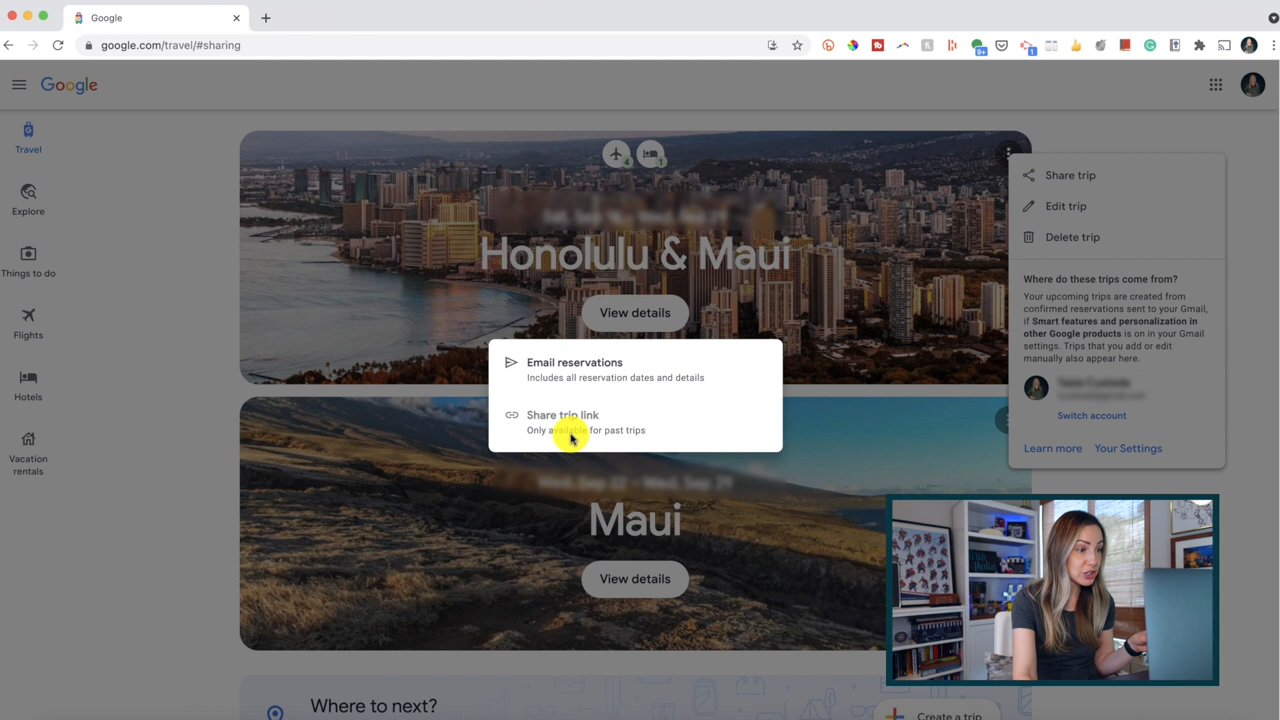 Google
google.com/travel/#sharing
9+
1
Google
Travel
Explore
Things to do
Flights
Hotels
Vacation
rentals
4
1
Honolulu & Maui
View details
Email reservations
Includes all reservation dates and details
Share trip link
Only available for past trips
Maui
View details
Where to next?
Create a trip
Share trip
Edit trip
Delete trip
Where do these trips come from?
Your upcoming trips are created from
confirmed reservations sent to your Gmail,
if Smart features and personalization in
other Google products is on in your Gmail
settings. Trips that you add or edit
manually also appear here.
Switch account
Learn more
Your Settings